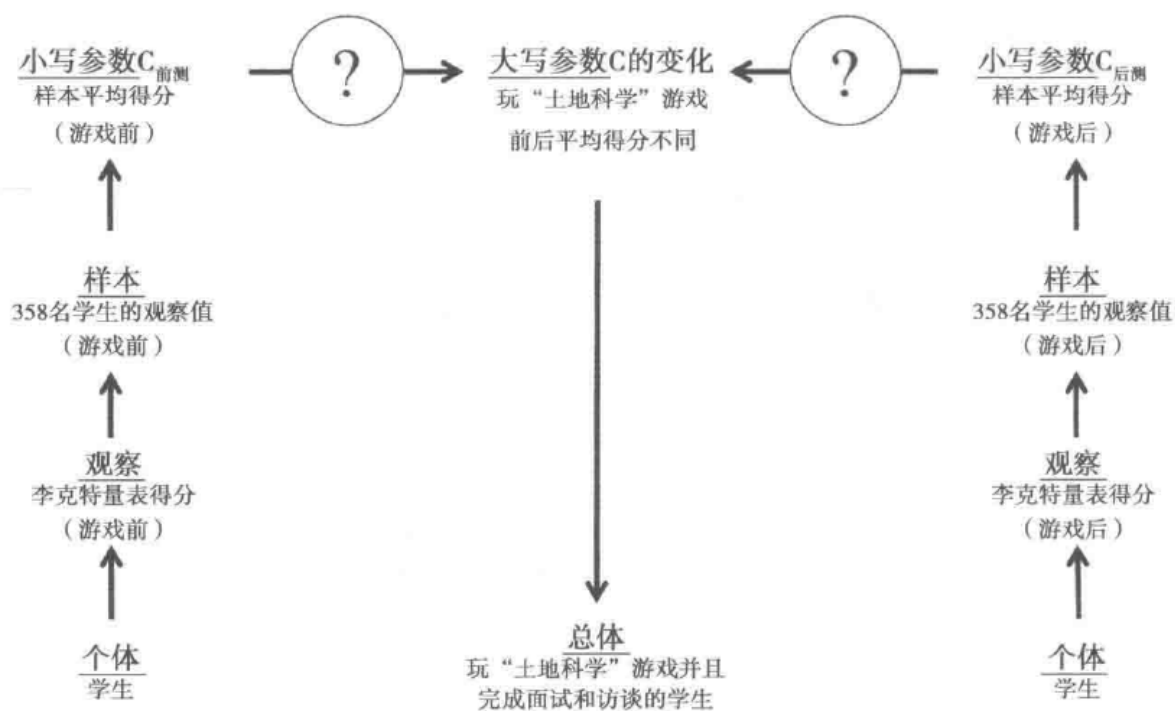 小写参数C前测
样本平均得分
（游戏前）
?
大写参数C的变化
玩“土地科学”游戏
前后平均得分不同
?
小写参数C后测
样本平均得分
（游戏后）
样本
358名学生的观察值
（游戏前）
样本
358名学生的观察值
（游戏后）
观察
李克特量表得分
（游戏前）
观察
李克特量表得分
（游戏后）
个体
学生
总体
玩“土地科学”游戏并且
完成面试和访谈的学生
个体
学生